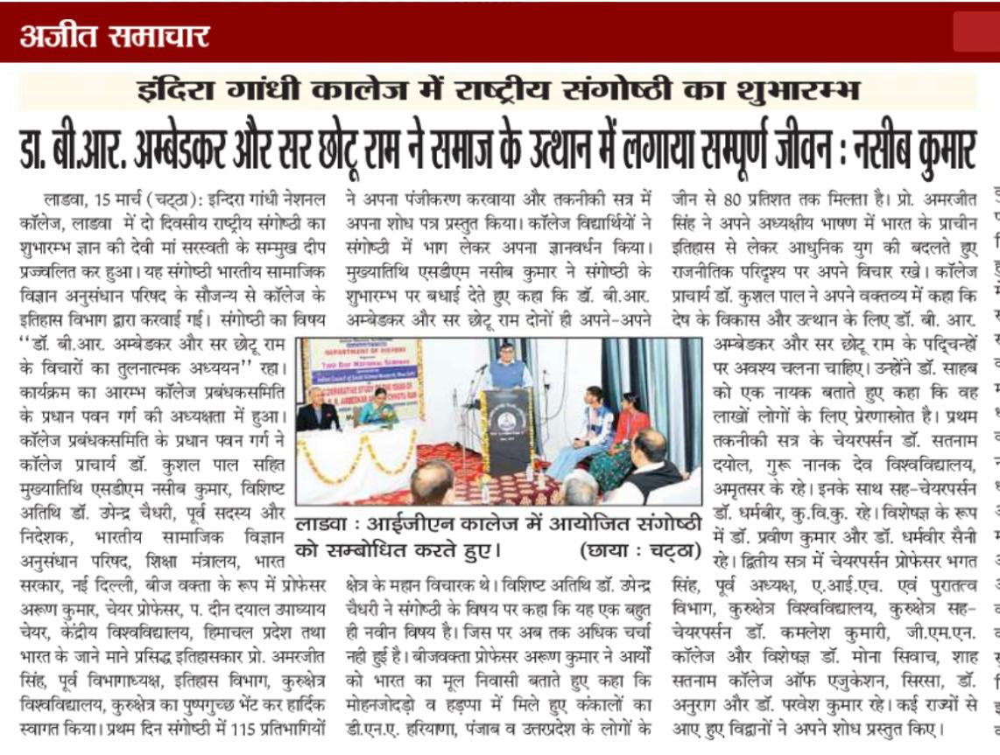 अजीत समाचार
इंदिरा गांधी कालेज में राष्ट्रीय संगोष्ठी का शुभारम्भ
डा. बी.आर. अम्बेडकर और सर छोटू राम ने समाज के उत्थान में लगाया सम्पूर्ण जीवन : नसीब कुमार
लाडवा, 15 मार्च (चट्ठा): इन्दिरा गांधी नेशनल
कॉलेज, लाडवा में दो दिवसीय राष्ट्रीय संगोष्ठी का
शुभारम्भ ज्ञान की देवी मां सरस्वती के सम्मुख दीप
प्रज्ज्वलित कर हुआ। यह संगोष्ठी भारतीय सामाजिक
विज्ञान अनुसंधान परिषद के सौजन्य से कॉलेज के
इतिहास विभाग द्वारा करवाई गई। संगोष्ठी का विषय
‘‘डॉ. बी.आर. अम्बेडकर और सर छोटू राम
के विचारों का तुलनात्मक अध्ययन’’ रहा।
कार्यक्रम का आरम्भ कॉलेज प्रबंधकसमिति
के प्रधान पवन गर्ग की अध्यक्षता में हुआ।
कॉलेज प्रबंधकसमिति के प्रधान पवन गर्ग ने
कॉलेज प्राचार्य डॉ. कुशल पाल सहित
मुख्यातिथि एसडीएम नसीब कुमार, विशिष्ट
अतिथि डॉ. उपेन्द्र चैधरी, पूर्व सदस्य और
निदेशक, भारतीय सामाजिक विज्ञान
अनुसंधान परिषद, शिक्षा मंत्रालय, भारत
सरकार, नई दिल्ली, बीज वक्ता के रूप में प्रोफेसर
अरूण कुमार, चेयर प्रोफेसर, प. दीन दयाल उपाध्याय
चेयर, केंद्रीय विश्वविद्यालय, हिमाचल प्रदेश तथा
भारत के जाने माने प्रसिद्ध इतिहासकार प्रो. अमरजीत
सिंह, पूर्व विभागाध्यक्ष, इतिहास विभाग, कुरुक्षेत्र
विश्वविद्यालय, कुरुक्षेत्र का पुष्पगुच्छ भेंट कर हार्दिक
स्वागत किया। प्रथम दिन संगोष्ठी में 115 प्रतिभागियों
ने अपना पंजीकरण करवाया और तकनीकी सत्र में
अपना शोध पत्र प्रस्तुत किया। कॉलेज विद्यार्थियों ने
संगोष्ठी में भाग लेकर अपना ज्ञानवर्धन किया।
मुख्यातिथि एसडीएम नसीब कुमार ने संगोष्ठी के
शुभारम्भ पर बधाई देते हुए कहा कि डॉ. बी.आर.
अम्बेडकर और सर छोटू राम दोनों ही अपने-अपने
DEPARTMENT OF HISTORY
TWO DAY NATIONAL SEMINAR
लाडवा : आईजीएन कालेज में आयोजित संगोष्ठी
को सम्बोधित करते हुए। (छाया : चट्ठा)
क्षेत्र के महान विचारक थे। विशिष्ट अतिथि डॉ. उपेन्द्र
चैधरी ने संगोष्ठी के विषय पर कहा कि यह एक बहुत
ही नवीन विषय है। जिस पर अब तक अधिक चर्चा
नही हुई है। बीजवक्ता प्रोफेसर अरूण कुमार ने आर्यों
को भारत का मूल निवासी बताते हुए कहा कि
मोहनजोदड़ो व हड़प्पा में मिले हुए कंकालों का
डी.एन.ए. हरियाणा, पंजाब व उत्तरप्रदेश के लोगों के
जीन से 80 प्रतिशत तक मिलता है। प्रो. अमरजीत
सिंह ने अपने अध्यक्षीय भाषण में भारत के प्राचीन
इतिहास से लेकर आधुनिक युग की बदलते हुए
राजनीतिक परिदृश्य पर अपने विचार रखे। कॉलेज
प्राचार्य डॉ. कुशल पाल ने अपने वक्तव्य में कहा कि
देष के विकास और उत्थान के लिए डॉ. बी. आर.
अम्बेडकर और सर छोटू राम के पद्चिन्हों
पर अवश्य चलना चाहिए। उन्होंने डॉ. साहब
को एक नायक बताते हुए कहा कि वह
लाखों लोगों के लिए प्रेरणास्रोत है। प्रथम
तकनीकी सत्र के चेयरपर्सन डॉ. सतनाम
दयोल, गुरू नानक देव विश्वविद्यालय,
अमृतसर के रहे। इनके साथ सह-चेयरपर्सन
डॉ. धर्मबीर, कु.वि.कु. रहे। विशेषज्ञ के रूप
में डॉ. प्रवीण कुमार और डॉ. धर्मवीर सैनी
रहे। द्वितीय सत्र में चेयरपर्सन प्रोफेसर भगत
सिंह, पूर्व अध्यक्ष, ए.आई.एच. एवं पुरातत्व
विभाग, कुरुक्षेत्र विश्वविद्यालय, कुरुक्षेत्र सह-
चेयरपर्सन डॉ. कमलेश कुमारी, जी.एम.एन.
कॉलेज और विशेषज्ञ डॉ. मोना सिवाच, शाह
सतनाम कॉलेज ऑफ एजुकेशन, सिरसा, डॉ.
अनुराग और डॉ. परवेश कुमार रहे। कई राज्यों से
आए हुए विद्वानों ने अपने शोध प्रस्तुत किए।